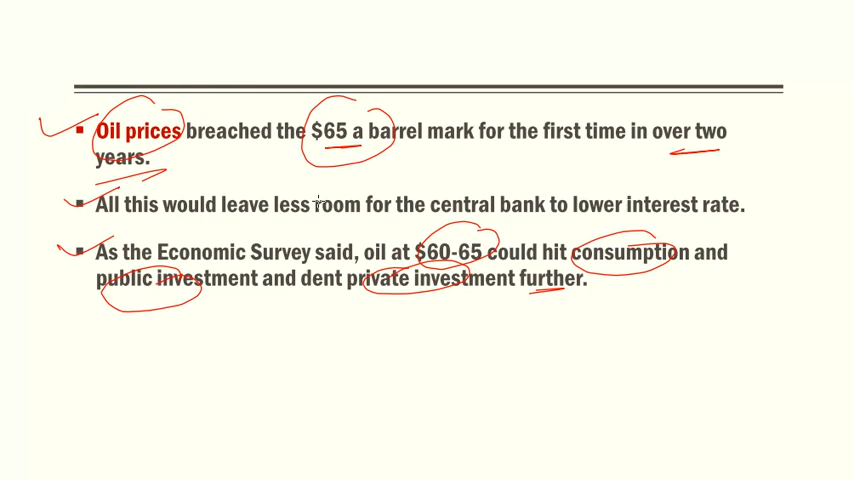 Oil prices breached the $65 a barrel mark for the first time in over two
years.
All this would leave less room for the central bank to lower interest rate.
As the Economic Survey said, oil at $60-65 could hit consumption and
public investment and dent private investment further.